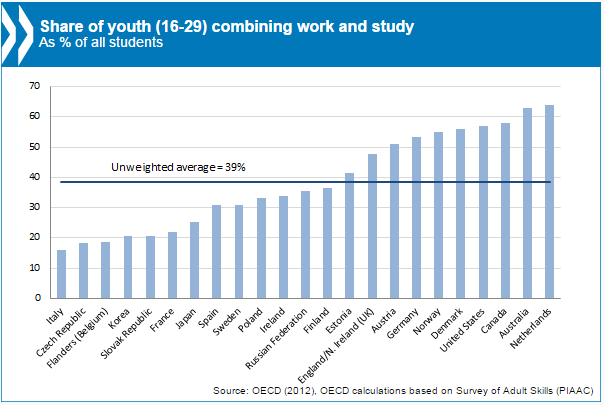 Share of youth (16-29) combining work and study
As % of all students
70
60
50
40
30
20
10
0
Unweighted average = 39%
Italy
Czech Republic
Flanders (Belgium)
Korea
Slovak Republic
France
Japan
Spain
Sweden
Poland
Ireland
Russian Federation
Finland
Estonia
England/N. Ireland (UK)
Austria
Germany
Norway
Denmark
United States
Canada
Australia
Netherlands
Source: OECD (2012), OECD calculations based on Survey of Adult Skills (PIAAC)